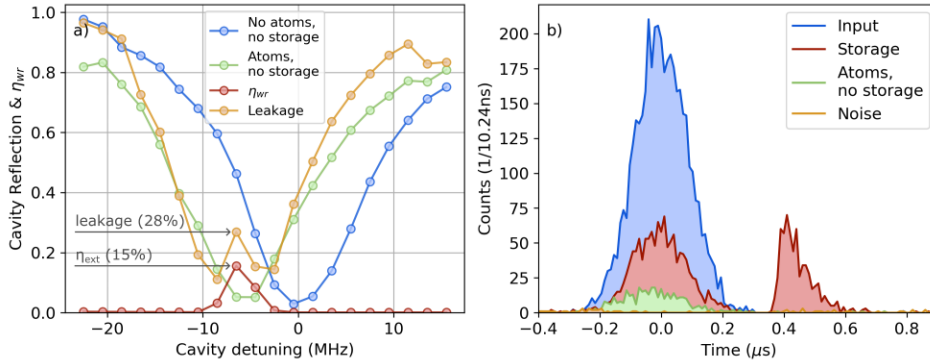 a)
No atoms,
no storage
Atoms,
no storage
ηwr
Leakage
leakage (28%)
ηext (15%)
Cavity Reflection & ηwr
1.0
0.8
0.6
0.4
0.2
0.0
−20
−10
0
10
Cavity detuning (MHz)
b)
Input
Storage
Atoms,
no storage
Noise
Counts (1/10.24ns)
200
175
150
125
100
75
50
25
0
−0.4
−0.2
0.0
0.2
0.4
0.6
0.8
Time (μs)